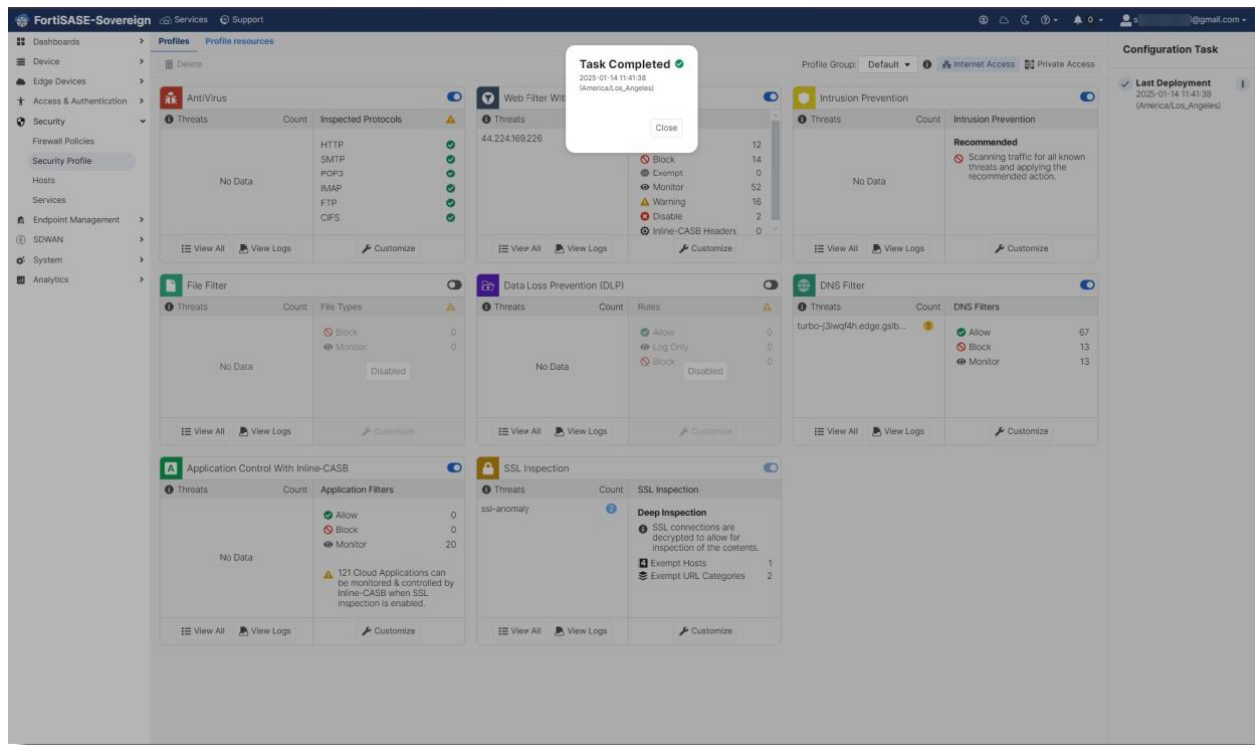 FortiSASE-Sovereign Services Support 0 s l@gmail.com
Dashboards
Device
Edge Devices
Access & Authentication
Security
Firewall Policies
Security Profile
Hosts
Services
Endpoint Management
SDWAN
System
Analytics
Profiles Profile resources
Delete
Profile Group: Default Internet Access Private Access
Task Completed
2025-01-14 11:41:38
(America/Los_Angeles)
Close
AntiVirus
Threats Count Inspected Protocols
No Data
HTTP
SMTP
POP3
IMAP
FTP
CIFS
View All View Logs Customize
Web Filter Wit
Threats
44.224.169.226
12
Block 14
Exempt 0
Monitor 52
Warning 16
Disable 2
Inline-CASB Headers 0
View All View Logs Customize
Intrusion Prevention
Threats Count Intrusion Prevention
No Data
Recommended
Scanning traffic for all known
threats and applying the
recommended action.
View All View Logs Customize
File Filter
Threats Count File Types
No Data
Block 0
Monitor 0
Disabled
View All View Logs Customize
Data Loss Prevention (DLP)
Threats Count Rules
No Data
Allow 0
Log Only 0
Block 0
Disabled
View All View Logs Customize
DNS Filter
Threats Count DNS Filters
turbo-j3iwqf4h.edge.gslb... 5
Allow 67
Block 13
Monitor 13
View All View Logs Customize
Application Control With Inline-CASB
Threats Count Application Filters
No Data
Allow 0
Block 0
Monitor 20
121 Cloud Applications can
be monitored & controlled by
Inline-CASB when SSL
inspection is enabled.
View All View Logs Customize
SSL Inspection
Threats Count SSL Inspection
ssl-anomaly 2
Deep Inspection
SSL connections are
decrypted to allow for
inspection of the contents.
Exempt Hosts 1
Exempt URL Categories 2
View All View Logs Customize
Configuration Task
Last Deployment
2025-01-14 11:41:38
(America/Los_Angeles)